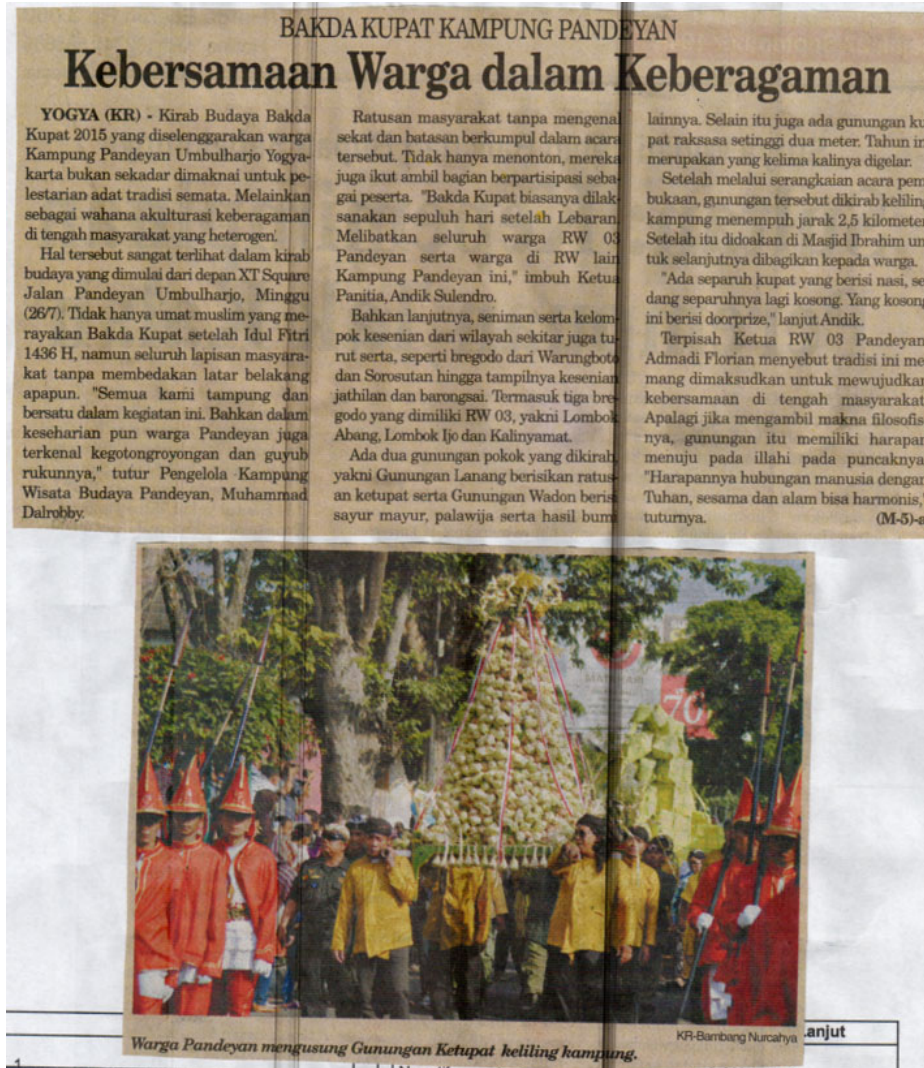 BAKDA KUPAT KAMPUNG PANDEYAN
Kebersamaan Warga dalam Keberagaman
YOGYA (KR) - Kirab Budaya Bakda
Kupat 2015 yang diselenggarakan warga
Kampung Pandeyan Umbulharjo Yogya-
karta bukan sekadar dimaknai untuk pe-
lestarian adat tradisi semata. Melainkan
sebagai wahana akulturasi keberagaman
di tengah masyarakat yang heterogen.
Hal tersebut sangat terlihat dalam kirab
budaya yang dimulai dari depan XT Square
Jalan Pandeyan Umbulharjo, Minggu
(26/7). Tidak hanya umat muslim yang me-
rayakan Bakda Kupat setelah Idul Fitri
1436 H, namun seluruh lapisan masyara-
kat tanpa membedakan latar belakang
apapun. "Semua kami tampung dan
bersatu dalam kegiatan ini. Bahkan dalam
keseharian pun warga Pandeyan juga
terkenal kegotongroyongan dan guyub
rukunnya," tutur Pengelola Kampung
Wisata Budaya Pandeyan, Muhammad
Dalrobby.
Ratusan masyarakat tanpa mengenal
sekat dan batasan berkumpul dalam acara
tersebut. Tidak hanya menonton, mereka
juga ikut ambil bagian berpartisipasi seba-
gai peserta. "Bakda Kupat biasanya dilak-
sanakan sepuluh hari setelah Lebaran.
Melibatkan seluruh warga RW 03
Pandeyan serta warga di RW lain
Kampung Pandeyan ini," imbuh Ketua
Panitia, Andik Sulendro.
Bahkan lanjutnya, seniman serta kelom-
pok kesenian dari wilayah sekitar juga tu-
rut serta, seperti bregodo dari Warungboto
dan Sorosutan hingga tampilnya kesenian
jathilan dan barongsai. Termasuk tiga bre-
godo yang dimiliki RW 03, yakni Lombok
Abang, Lombok Ijo dan Kalinyamat.
Ada dua gunungan pokok yang dikirab,
yakni Gunungan Lanang berisikan ratus-
an ketupat serta Gunungan Wadon berisi
sayur mayur, palawija serta hasil bumi
lainnya. Selain itu juga ada gunungan ku
pat raksasa setinggi dua meter. Tahun in
merupakan yang kelima kalinya digelar.
Setelah melalui serangkaian acara pem
bukaan, gunungan tersebut dikirab keliling
kampung menempuh jarak 2,5 kilometer
Setelah itu didoakan di Masjid Ibrahim un
tuk selanjutnya dibagikan kepada warga.
"Ada separuh kupat yang berisi nasi, se
dang separuhnya lagi kosong. Yang kosong
ini berisi doorprize," lanjut Andik.
Terpisah Ketua RW 03 Pandeyan
Admadi Florian menyebut tradisi ini me
mang dimaksudkan untuk mewujudkan
kebersamaan di tengah masyarakat
Apalagi jika mengambil makna filosofis
nya, gunungan itu memiliki harapan
menuju pada illahi pada puncaknya
"Harapannya hubungan manusia dengan
Tuhan, sesama dan alam bisa harmonis,"
tuturnya. (M-5)-a
70
KR-Bambang Nurcahya
Warga Pandeyan mengusung Gunungan Ketupat keliling kampung.
Lanjut
1